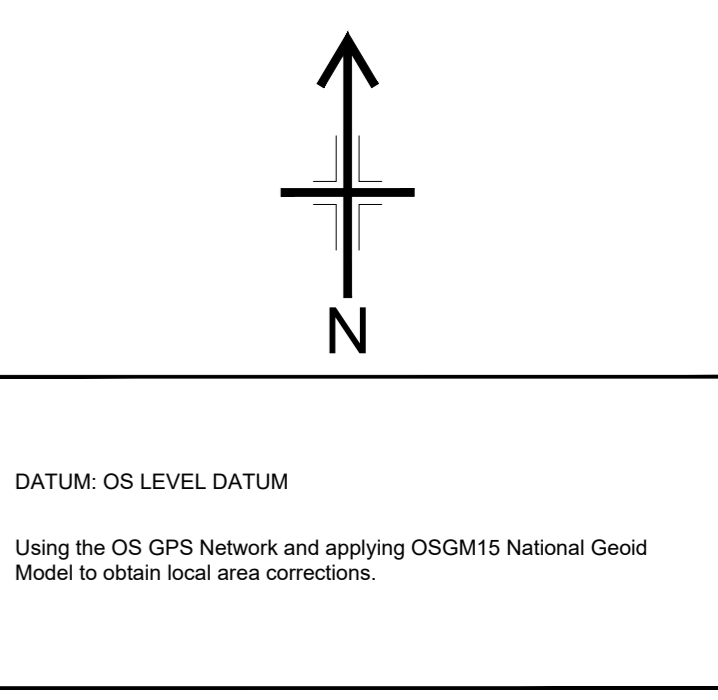 N
DATUM: OS LEVEL DATUM
Using the OS GPS Network and applying OSGM15 National Geoid
Model to obtain local area corrections.